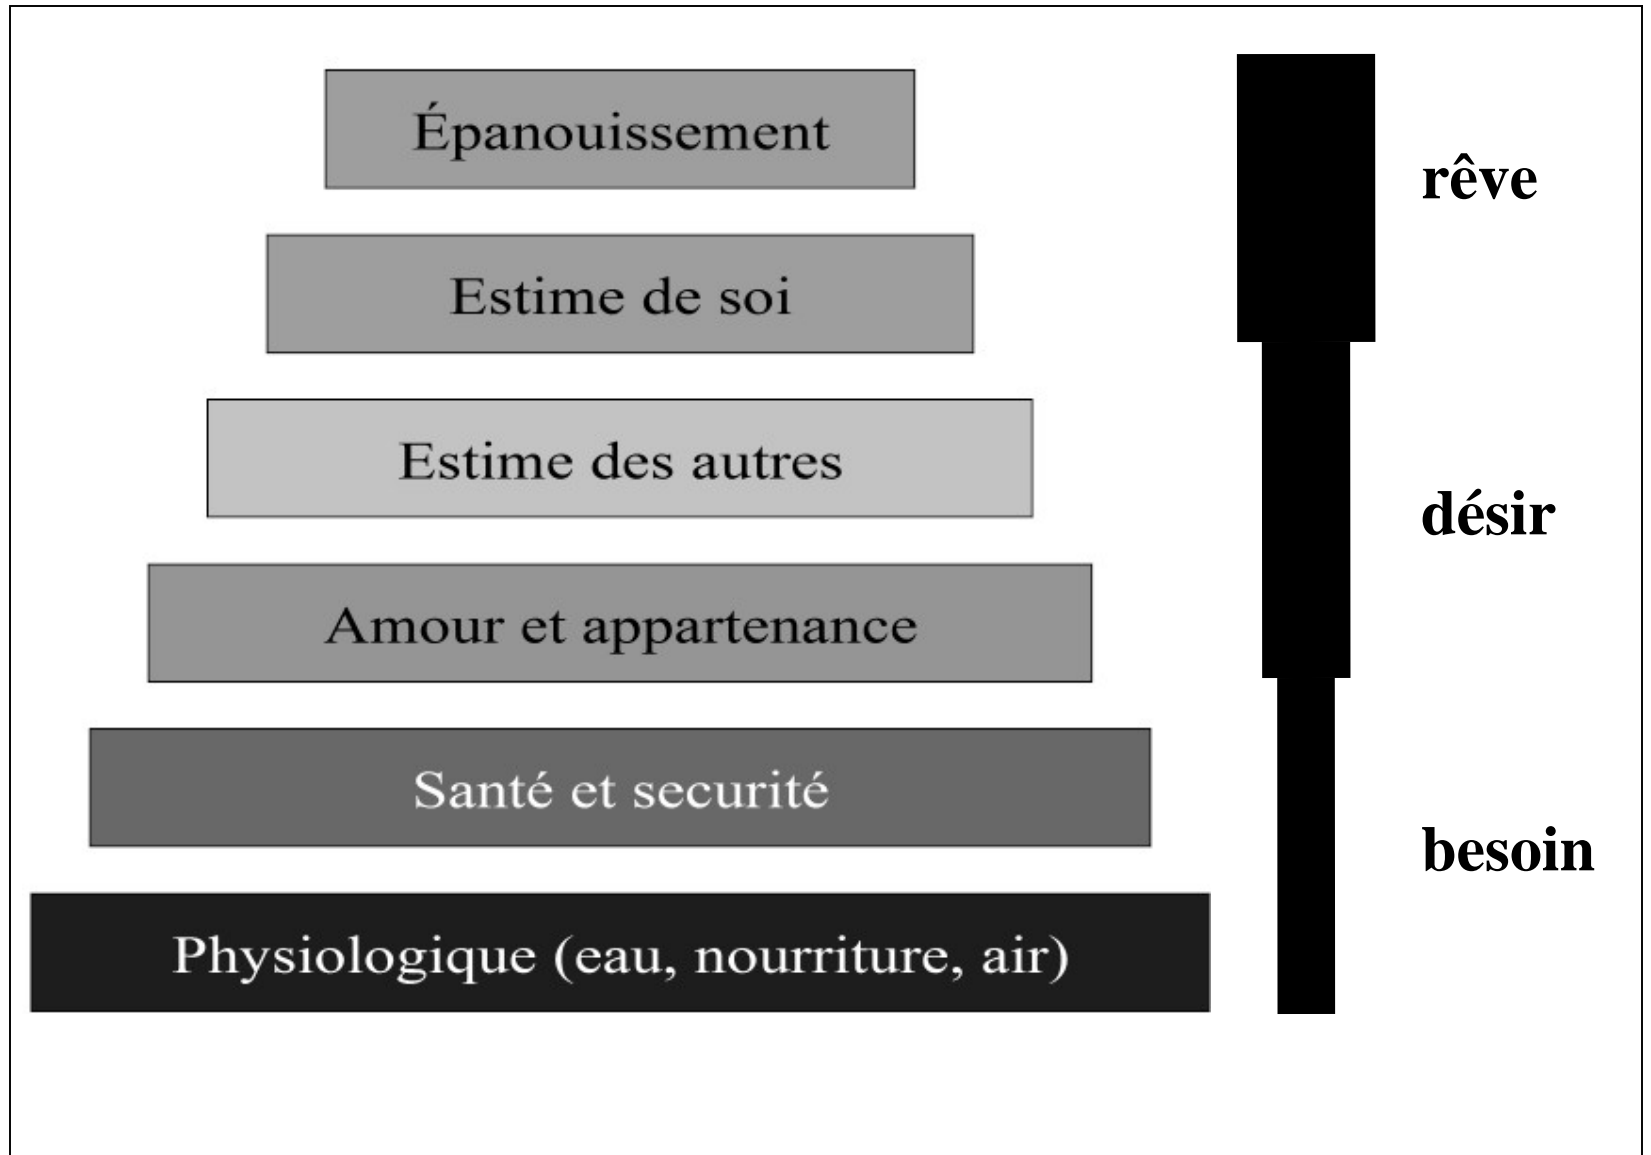 Épanouissement
rêve
Estime de soi
Estime des autres
désir
Amour et appartenance
Santé et securité
besoin
Physiologique (eau, nourriture, air)